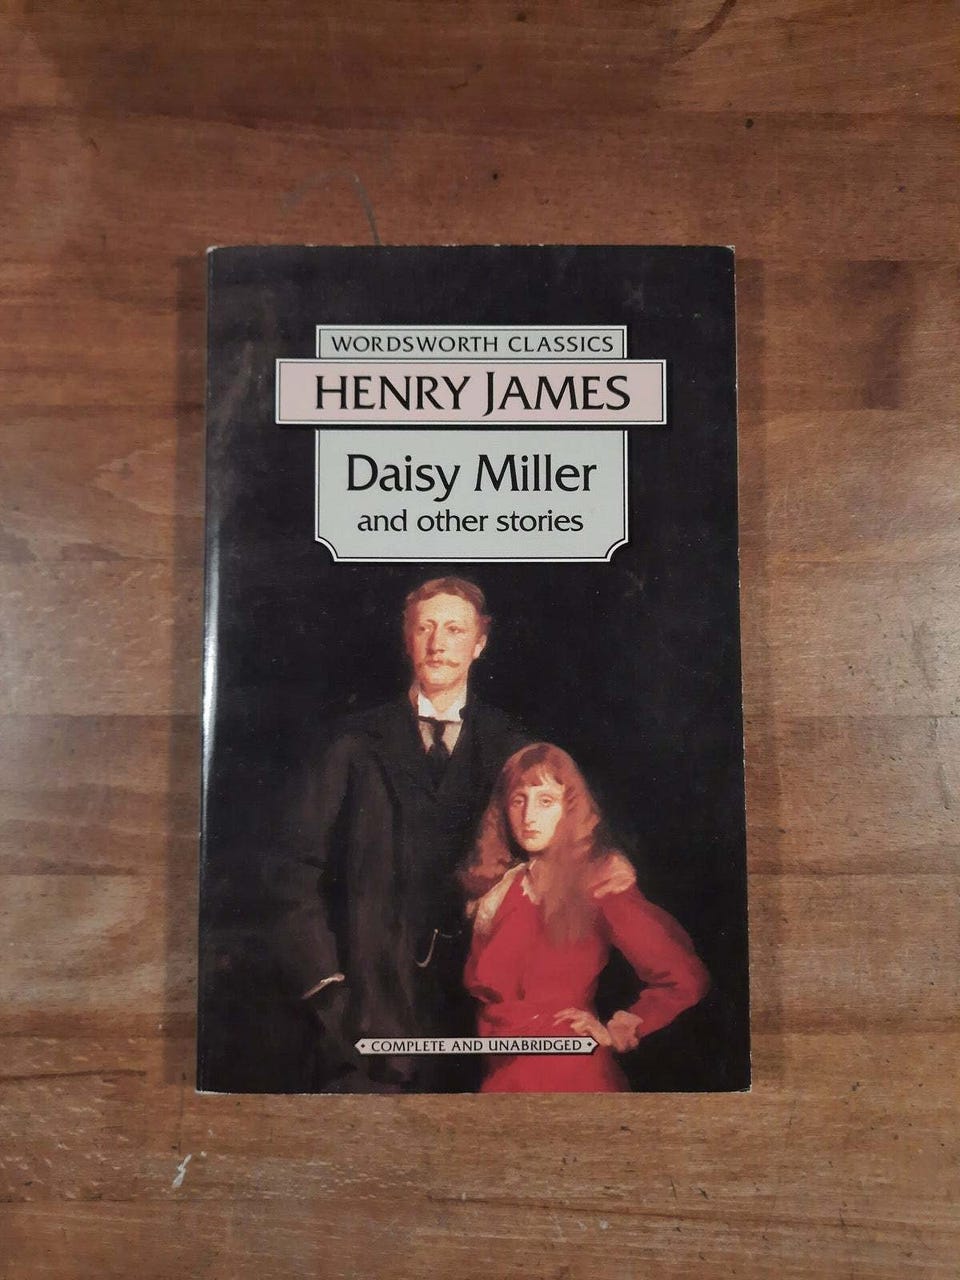 WORDSWORTH CLASSICS
HENRY JAMES
Daisy Miller
and other stories
COMPLETE AND UNABRIDGED